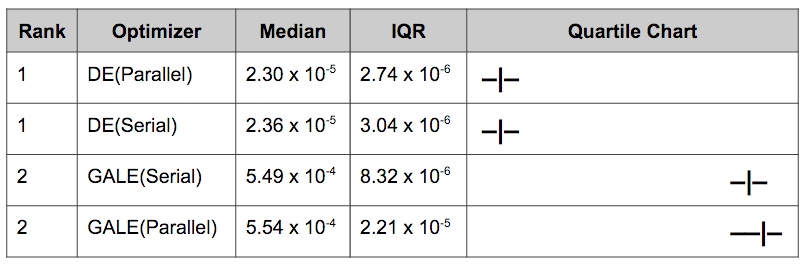 Rank Optimizer Median IQR Quartile Chart
1 DE(Parallel) 2.30 x 10⁻⁵ 2.74 x 10⁻⁶ –|–
1 DE(Serial) 2.36 x 10⁻⁵ 3.04 x 10⁻⁶ –|–
2 GALE(Serial) 5.49 x 10⁻⁴ 8.32 x 10⁻⁶ –|–
2 GALE(Parallel) 5.54 x 10⁻⁴ 2.21 x 10⁻⁵ ––|–